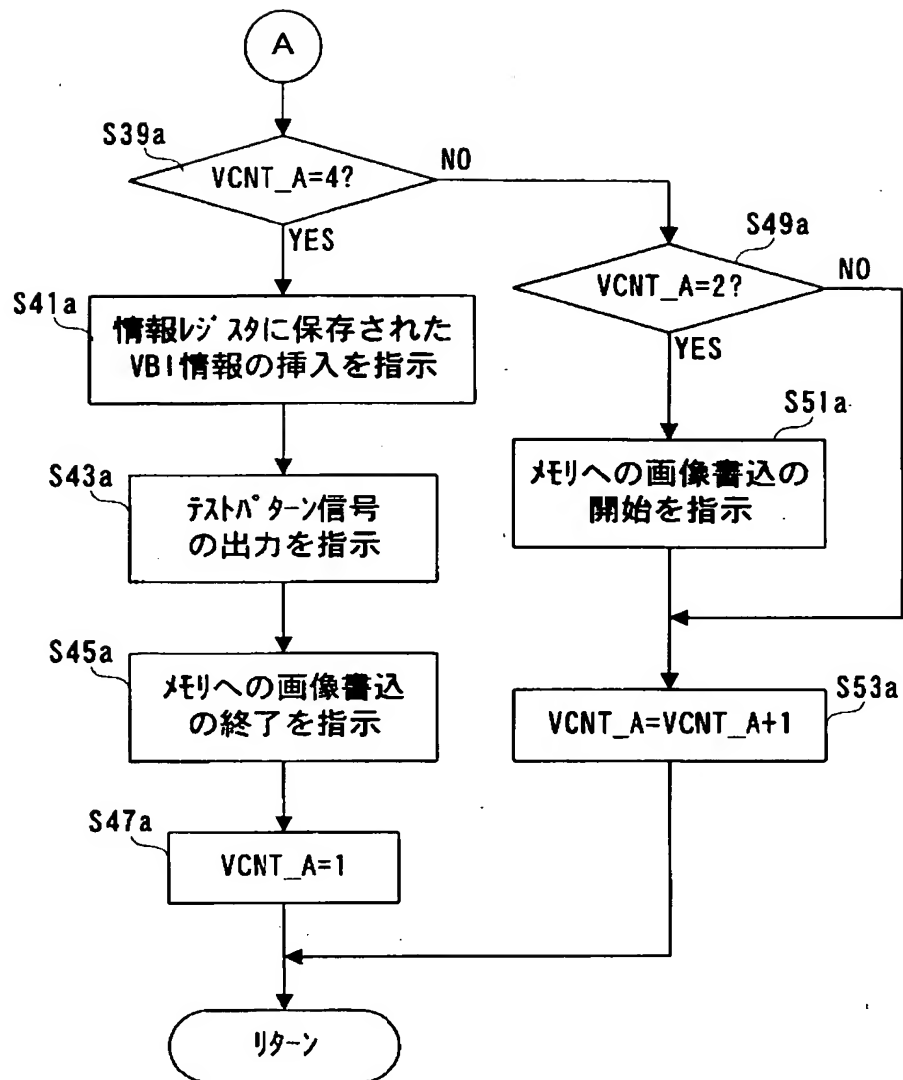 A
S39a
VCNT_A=4?
NO
YES
S41a
情報ﾚｼﾞｽﾀに保存された
VBI情報の挿入を指示
S43a
ﾃｽﾄﾊﾟﾀｰﾝ信号
の出力を指示
S45a
ﾒﾓﾘへの画像書込
の終了を指示
S47a
VCNT_A=1
S49a
VCNT_A=2?
NO
YES
S51a
ﾒﾓﾘへの画像書込の
開始を指示
S53a
VCNT_A=VCNT_A+1
ﾘﾀｰﾝ